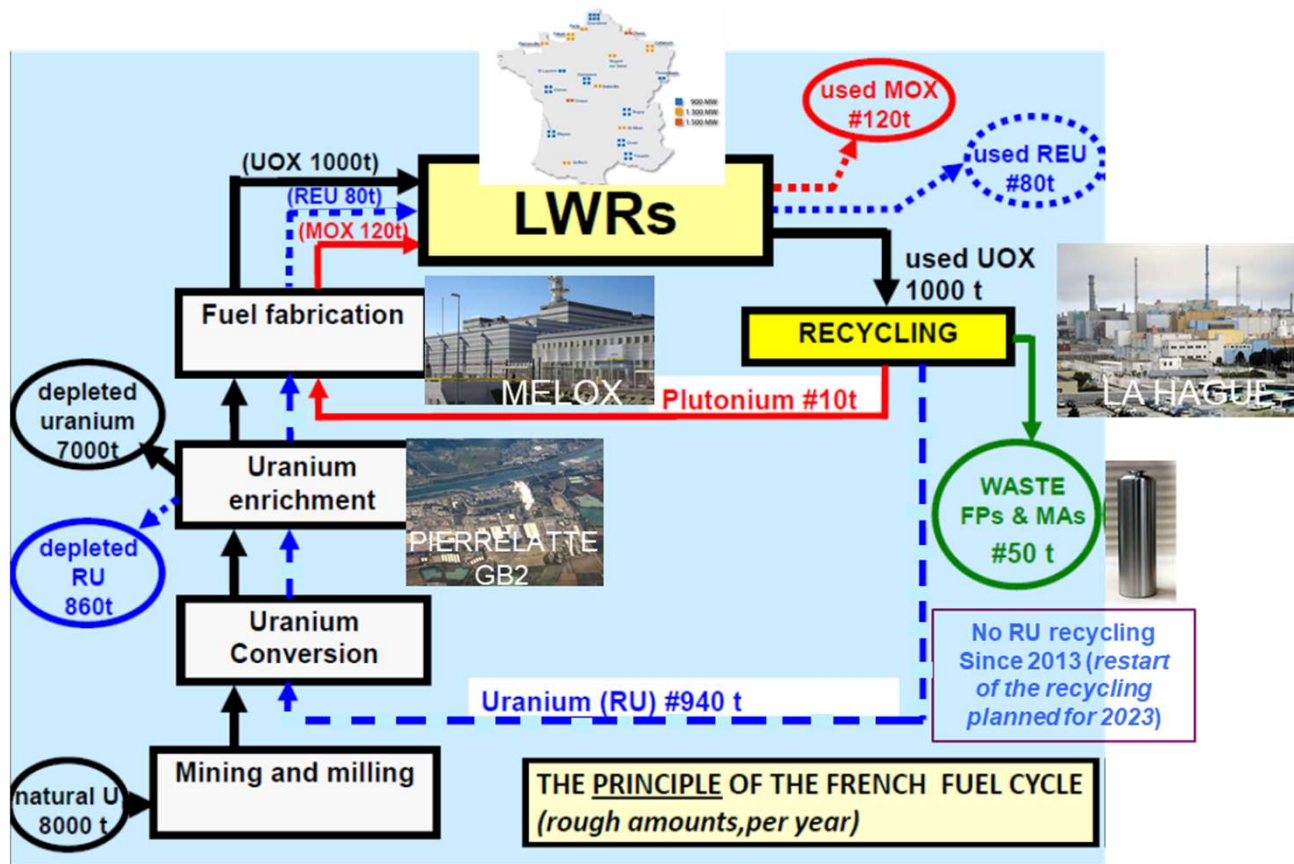 900 MW
1 300 MW
1 500 MW
used MOX
#120t
used REU
#80t
(UOX 1000t)
(REU 80t)
(MOX 120t)
LWRs
used UOX
1000 t
Fuel fabrication
MELOX
RECYCLING
LA HAGUE
Plutonium #10t
depleted
uranium
7000t
Uranium
enrichment
PIERRELATTE
GB2
WASTE
FPs & MAs
#50 t
depleted
RU
860t
Uranium
Conversion
No RU recycling
Since 2013 (restart
of the recycling
planned for 2023)
Uranium (RU) #940 t
Mining and milling
natural U
8000 t
THE PRINCIPLE OF THE FRENCH FUEL CYCLE
(rough amounts,per year)